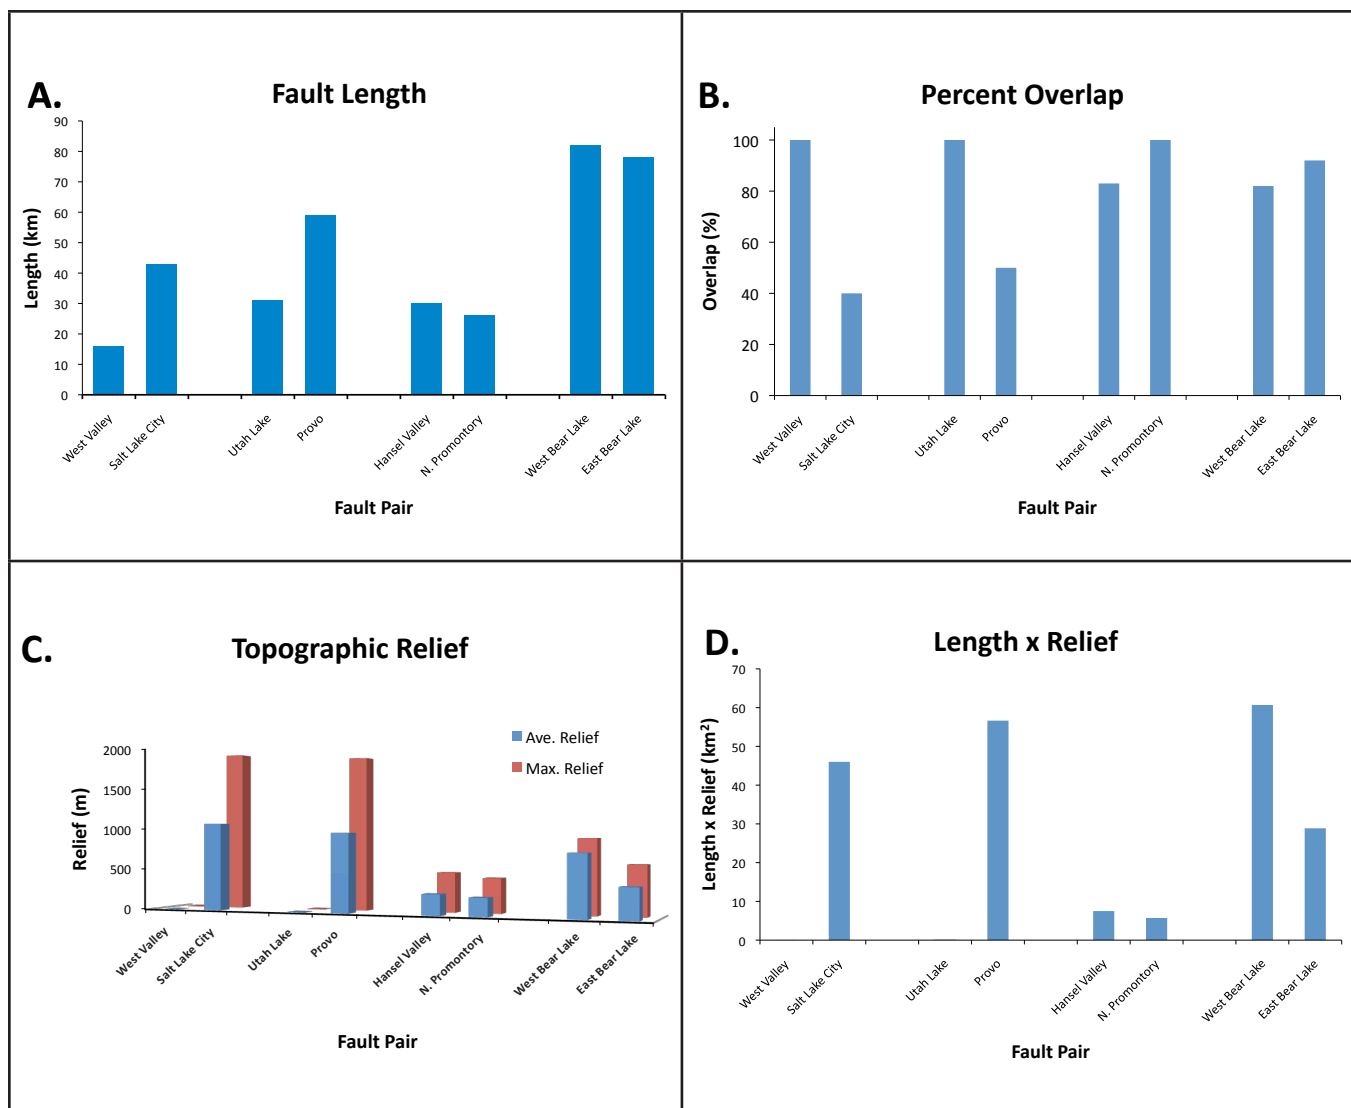 A.
Fault Length
90
80
70
60
50
40
30
20
10
0
Length (km)
West Valley
Salt Lake City
Utah Lake
Provo
Hansel Valley
N. Promontory
West Bear Lake
East Bear Lake
Fault Pair
B.
Percent Overlap
100
80
60
40
20
0
Overlap (%)
West Valley
Salt Lake City
Utah Lake
Provo
Hansel Valley
N. Promontory
West Bear Lake
East Bear Lake
Fault Pair
C.
Topographic Relief
Ave. Relief
Max. Relief
2000
1500
1000
500
0
Relief (m)
West Valley
Salt Lake City
Utah Lake
Provo
Hansel Valley
N. Promontory
West Bear Lake
East Bear Lake
Fault Pair
D.
Length x Relief
70
60
50
40
30
20
10
0
Length x Relief (km²)
West Valley
Salt Lake City
Utah Lake
Provo
Hansel Valley
N. Promontory
West Bear Lake
East Bear Lake
Fault Pair